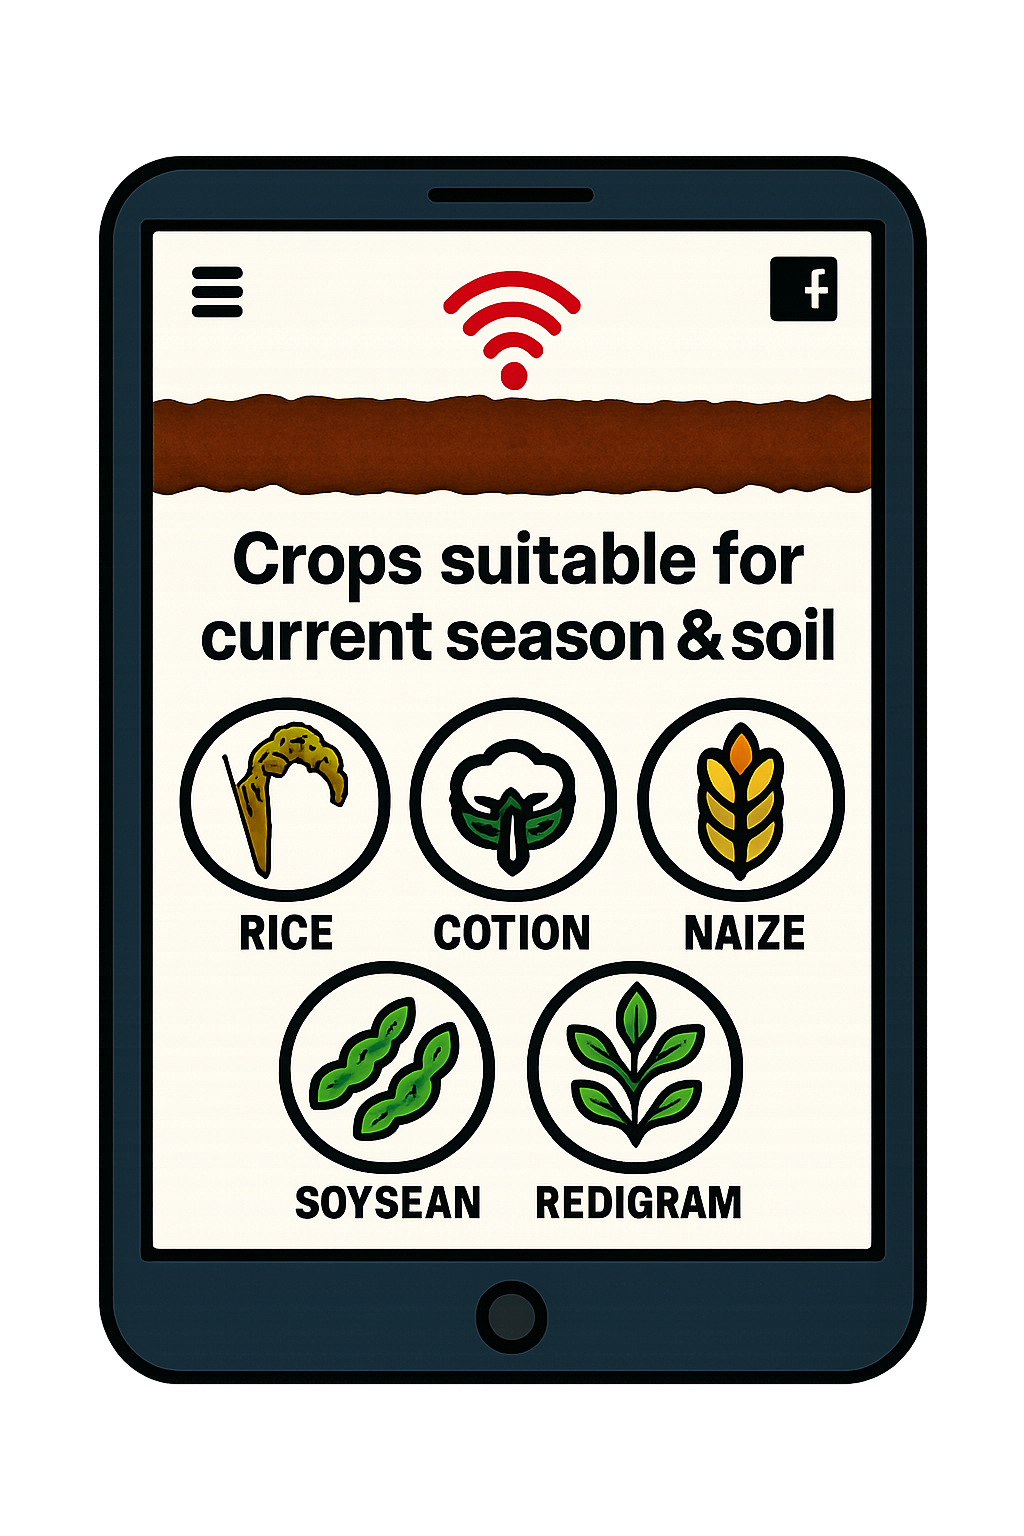 f
Crops suitable for
current season & soil
RICE COTION NAIZE
SOYSEAN REDIGRAM